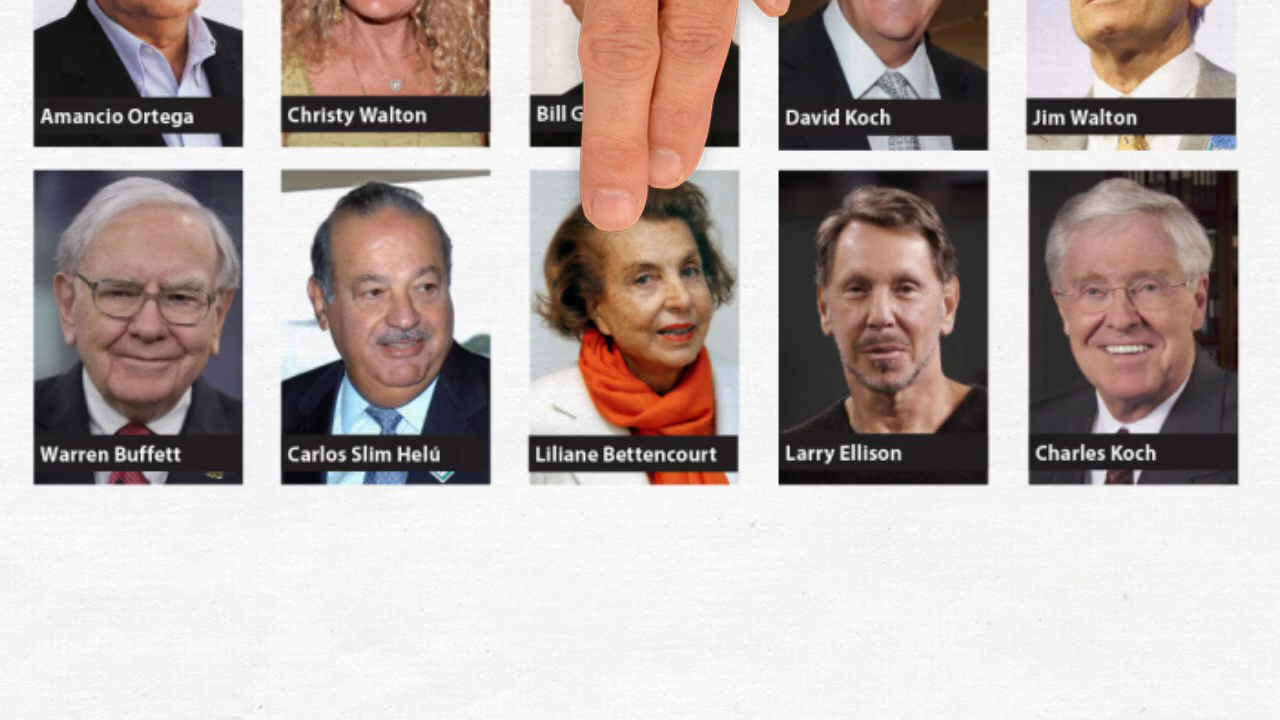 Amancio Ortega
Christy Walton
Bill G
David Koch
Jim Walton
Warren Buffett
Carlos Slim Helú
Liliane Bettencourt
Larry Ellison
Charles Koch